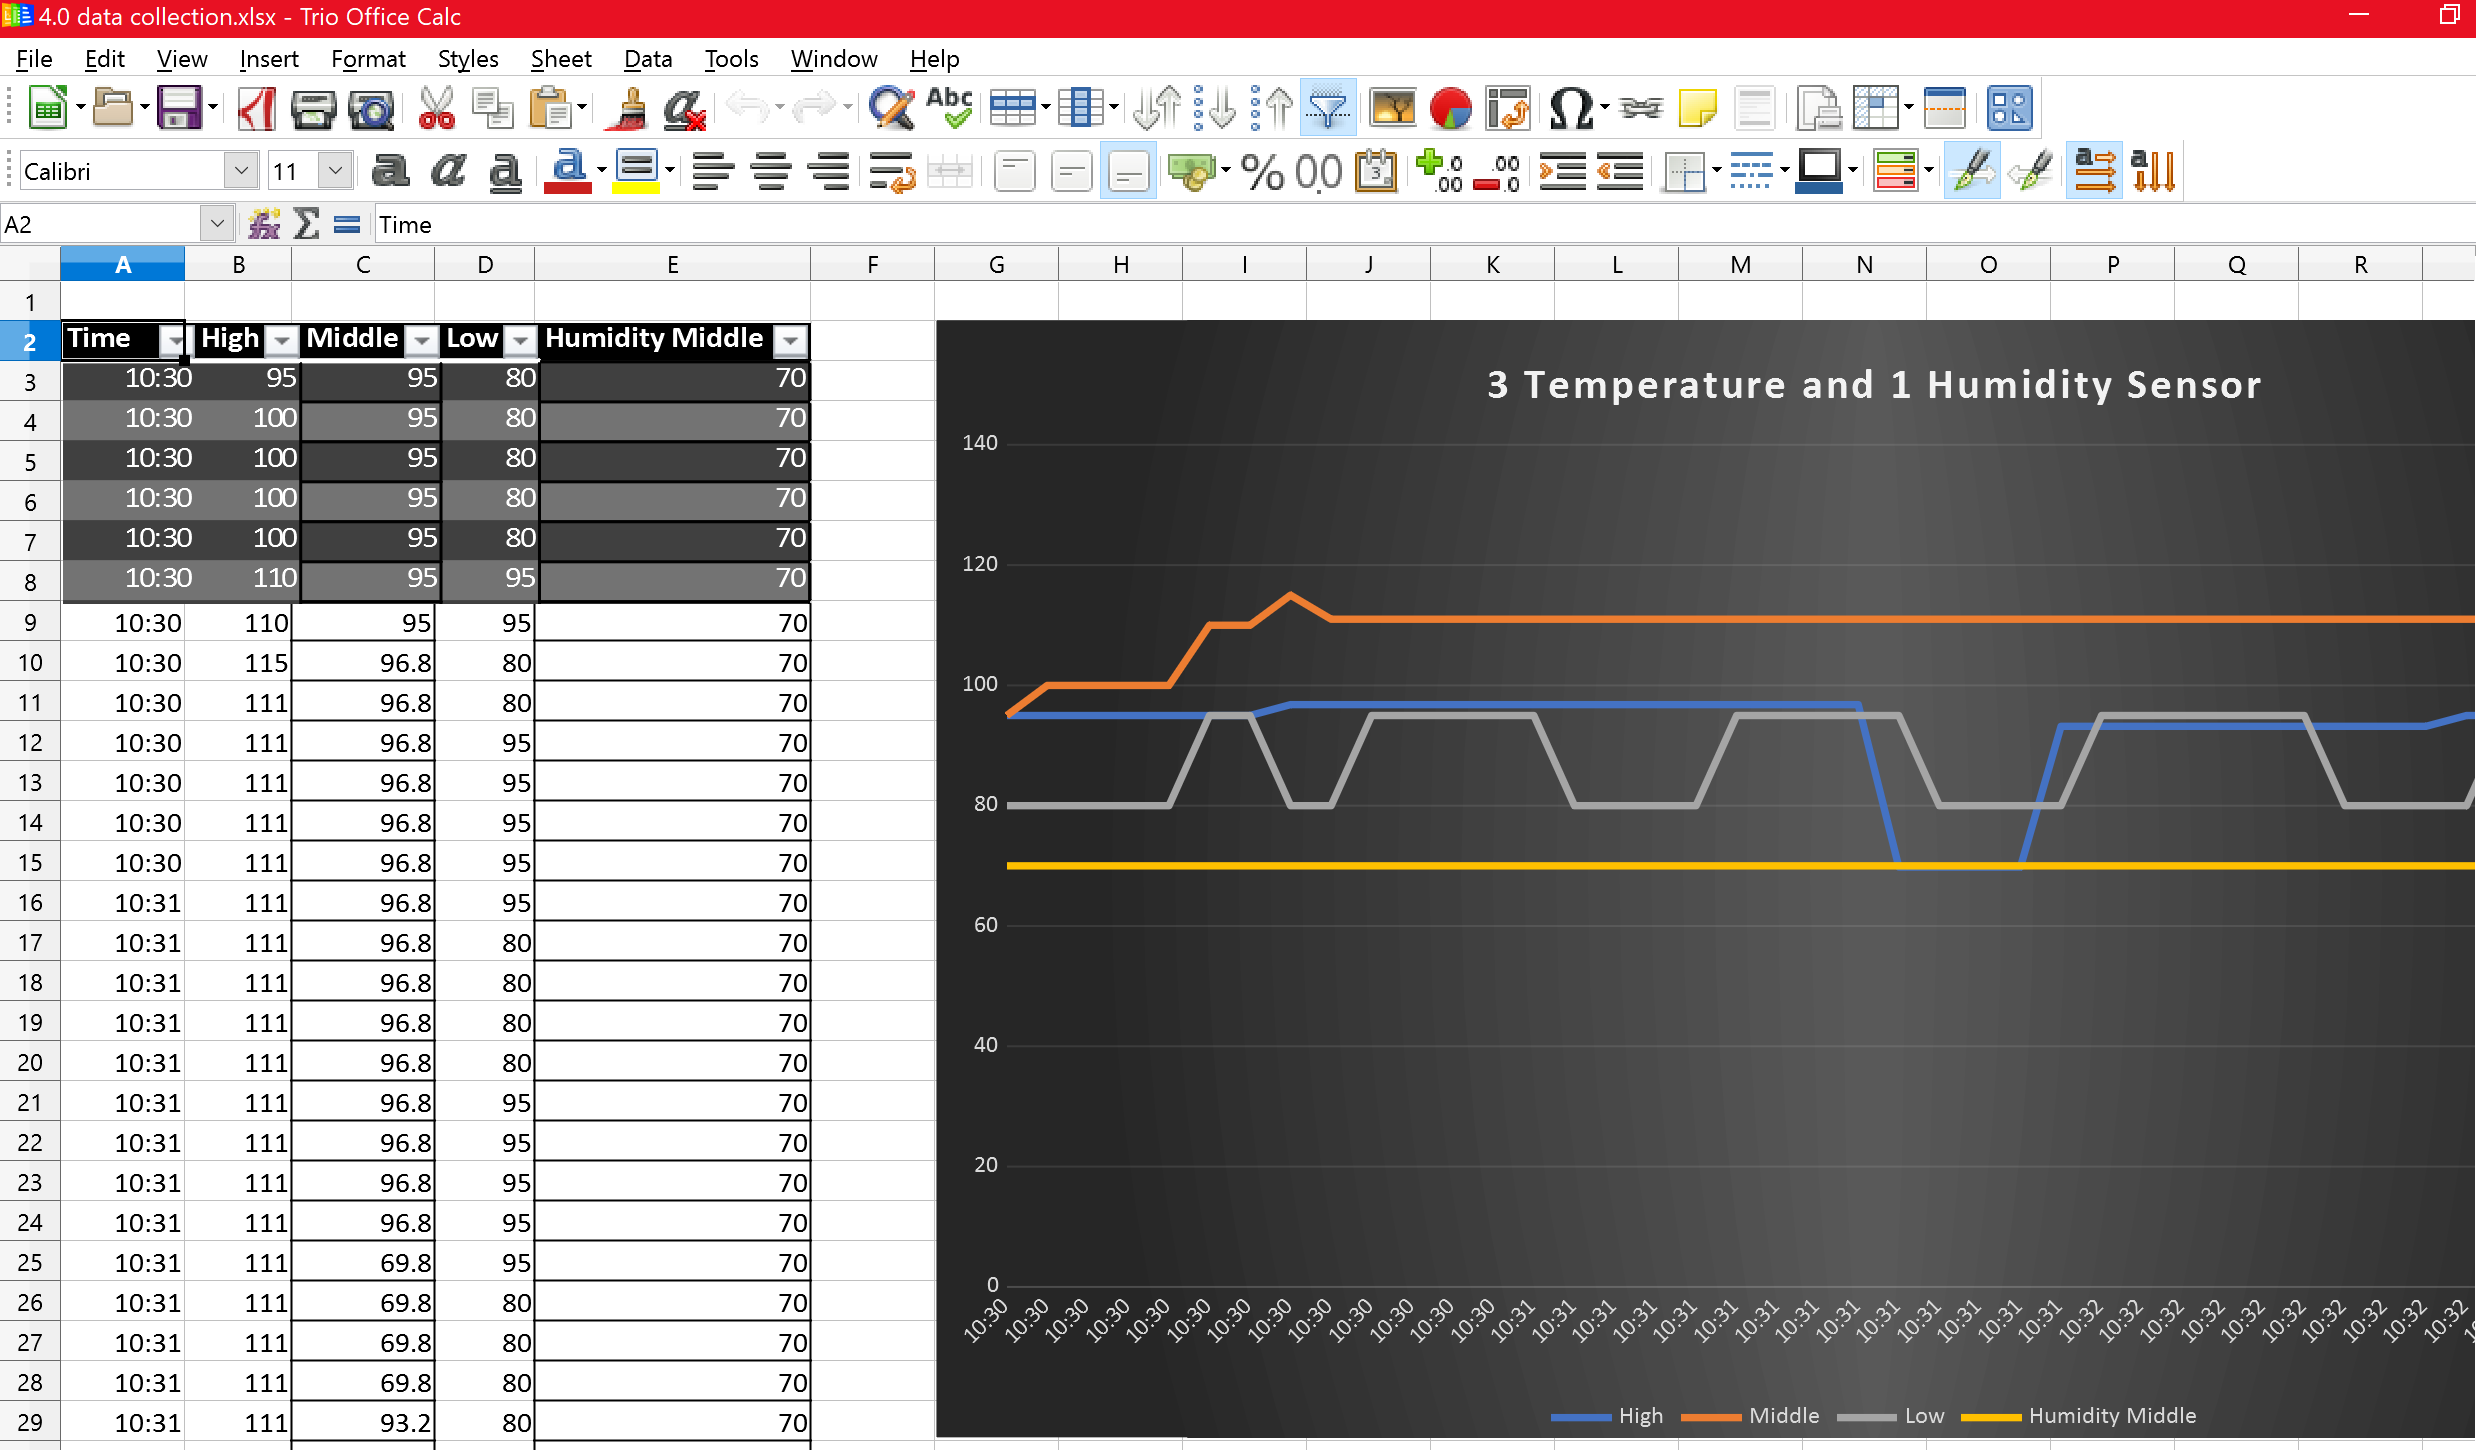 4.0 data collection.xlsx - Trio Office Calc
File Edit View Insert Format Styles Sheet Data Tools Window Help
Abc
Calibri 11
A2 Time
A B C D E F G H I J K L M N O P Q R
1
2 Time High Middle Low Humidity Middle
3 10:30 95 95 80 70
4 10:30 100 95 80 70
5 10:30 100 95 80 70
6 10:30 100 95 80 70
7 10:30 100 95 80 70
8 10:30 110 95 95 70
9 10:30 110 95 95 70
10 10:30 115 96.8 80 70
11 10:30 111 96.8 80 70
12 10:30 111 96.8 95 70
13 10:30 111 96.8 95 70
14 10:30 111 96.8 95 70
15 10:30 111 96.8 95 70
16 10:31 111 96.8 95 70
17 10:31 111 96.8 80 70
18 10:31 111 96.8 80 70
19 10:31 111 96.8 80 70
20 10:31 111 96.8 80 70
21 10:31 111 96.8 95 70
22 10:31 111 96.8 95 70
23 10:31 111 96.8 95 70
24 10:31 111 96.8 95 70
25 10:31 111 69.8 95 70
26 10:31 111 69.8 80 70
27 10:31 111 69.8 80 70
28 10:31 111 69.8 80 70
29 10:31 111 93.2 80 70
3 Temperature and 1 Humidity Sensor
140
120
100
80
60
40
20
0
10:30 10:30 10:30 10:30 10:30 10:30 10:30 10:30 10:30 10:30 10:30 10:30 10:30 10:31 10:31 10:31 10:31 10:31 10:31 10:31 10:31 10:31 10:31 10:31 10:31 10:31 10:31 10:32 10:32 10:32 10:32 10:32 10:32 10:32 10:32 10:32 10:32
High Middle Low Humidity Middle